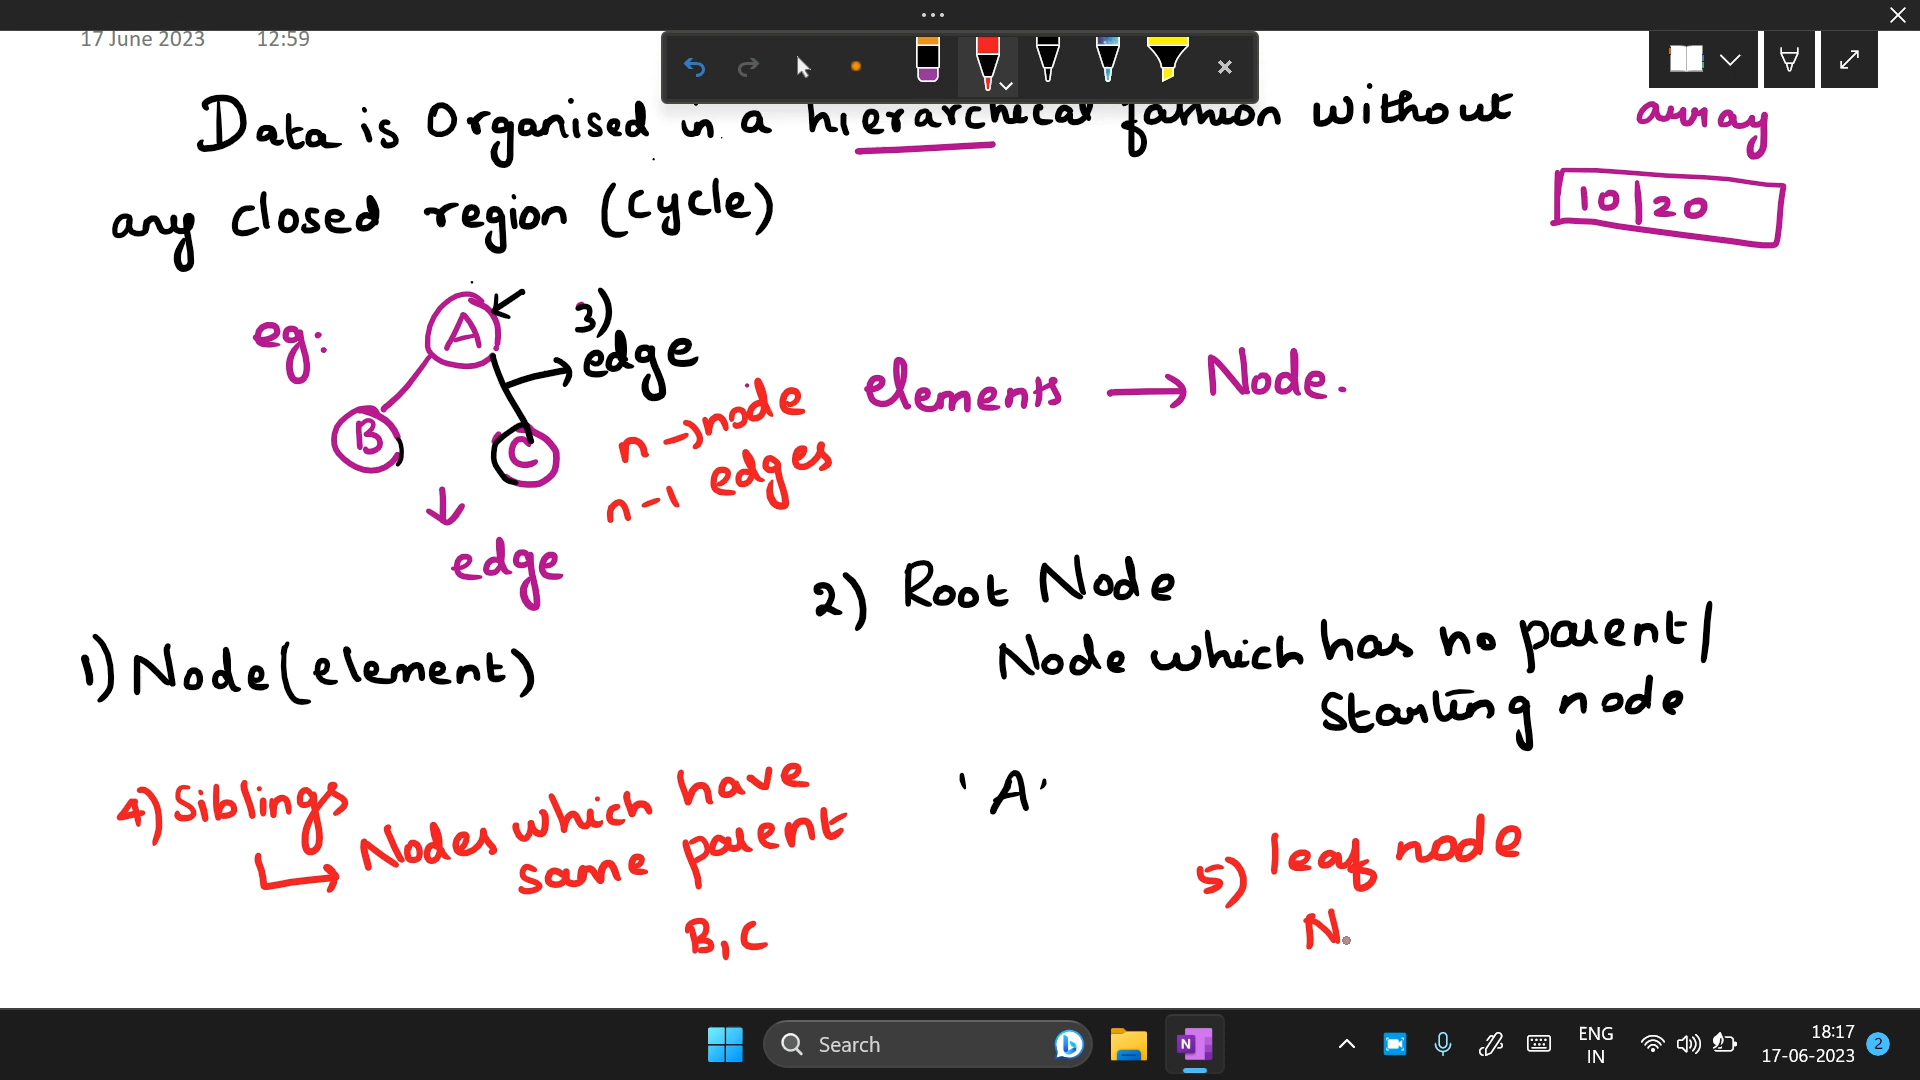 17 June 2023 12:59
Data is Organised in a hierarchical fashion without
any closed region (cycle)
array
10 | 20
eg:
A
B
C
3)
edge
n → node
n-1 edges
elements → Node.
edge
1) Node (element)
2) Root Node
Node which has no parent /
Starting node
'A'
4) Siblings
Nodes which have
same parent
B, C
5) leaf node
N
Search
ENG
IN
18:17
17-06-2023
2